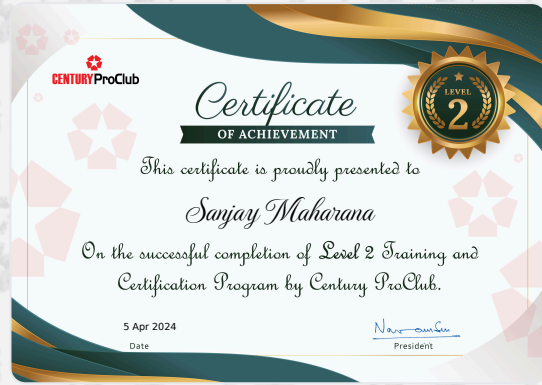 CENTURY ProClub
Certificate
OF ACHIEVEMENT
LEVEL
2
This certificate is proudly presented to
Sanjay Maharana
On the successful completion of Level 2 Training and
Certification Program by Century ProClub.
5 Apr 2024
Date
President